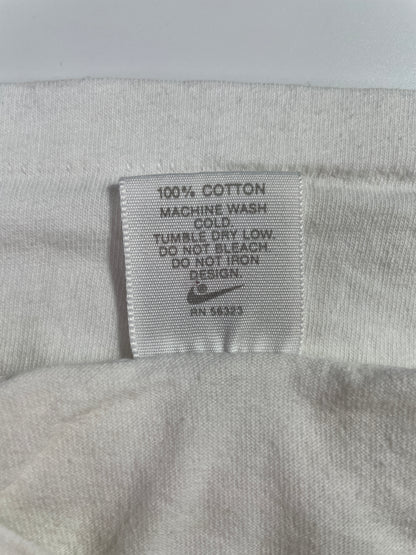 100% COTTON
MACHINE WASH
COLD.
TUMBLE DRY LOW.
DO NOT BLEACH.
DO NOT IRON
DESIGN.
RN 56323